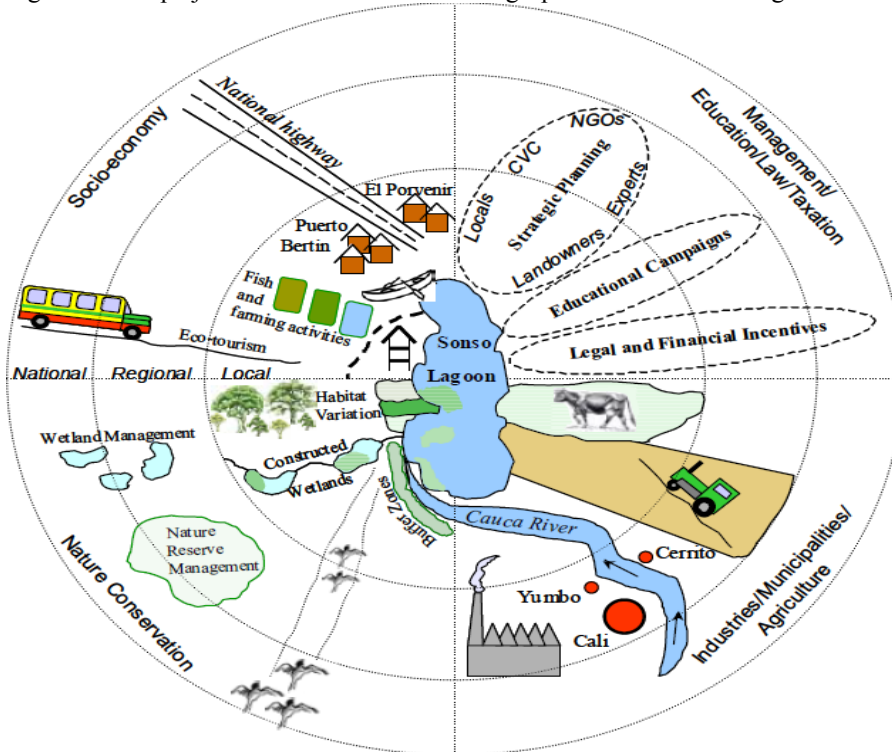 National highway
Socio-economy
El Porvenir
Puerto
Bertin
Fish
and
farming activities
Eco-tourism
National
Regional
Local
NGOs
CVC
Locals
Strategic Planning
Experts
Landowners
Educational Campaigns
Legal and Financial Incentives
Management/
Education/Law/Taxation
Sonso
Lagoon
Habitat
Variation
Wetland Management
Constructed
Wetlands
Buffer Zones
Nature
Reserve
Management
Nature Conservation
Cauca River
Cerrito
Yumbo
Cali
Industries/Municipalities/
Agriculture